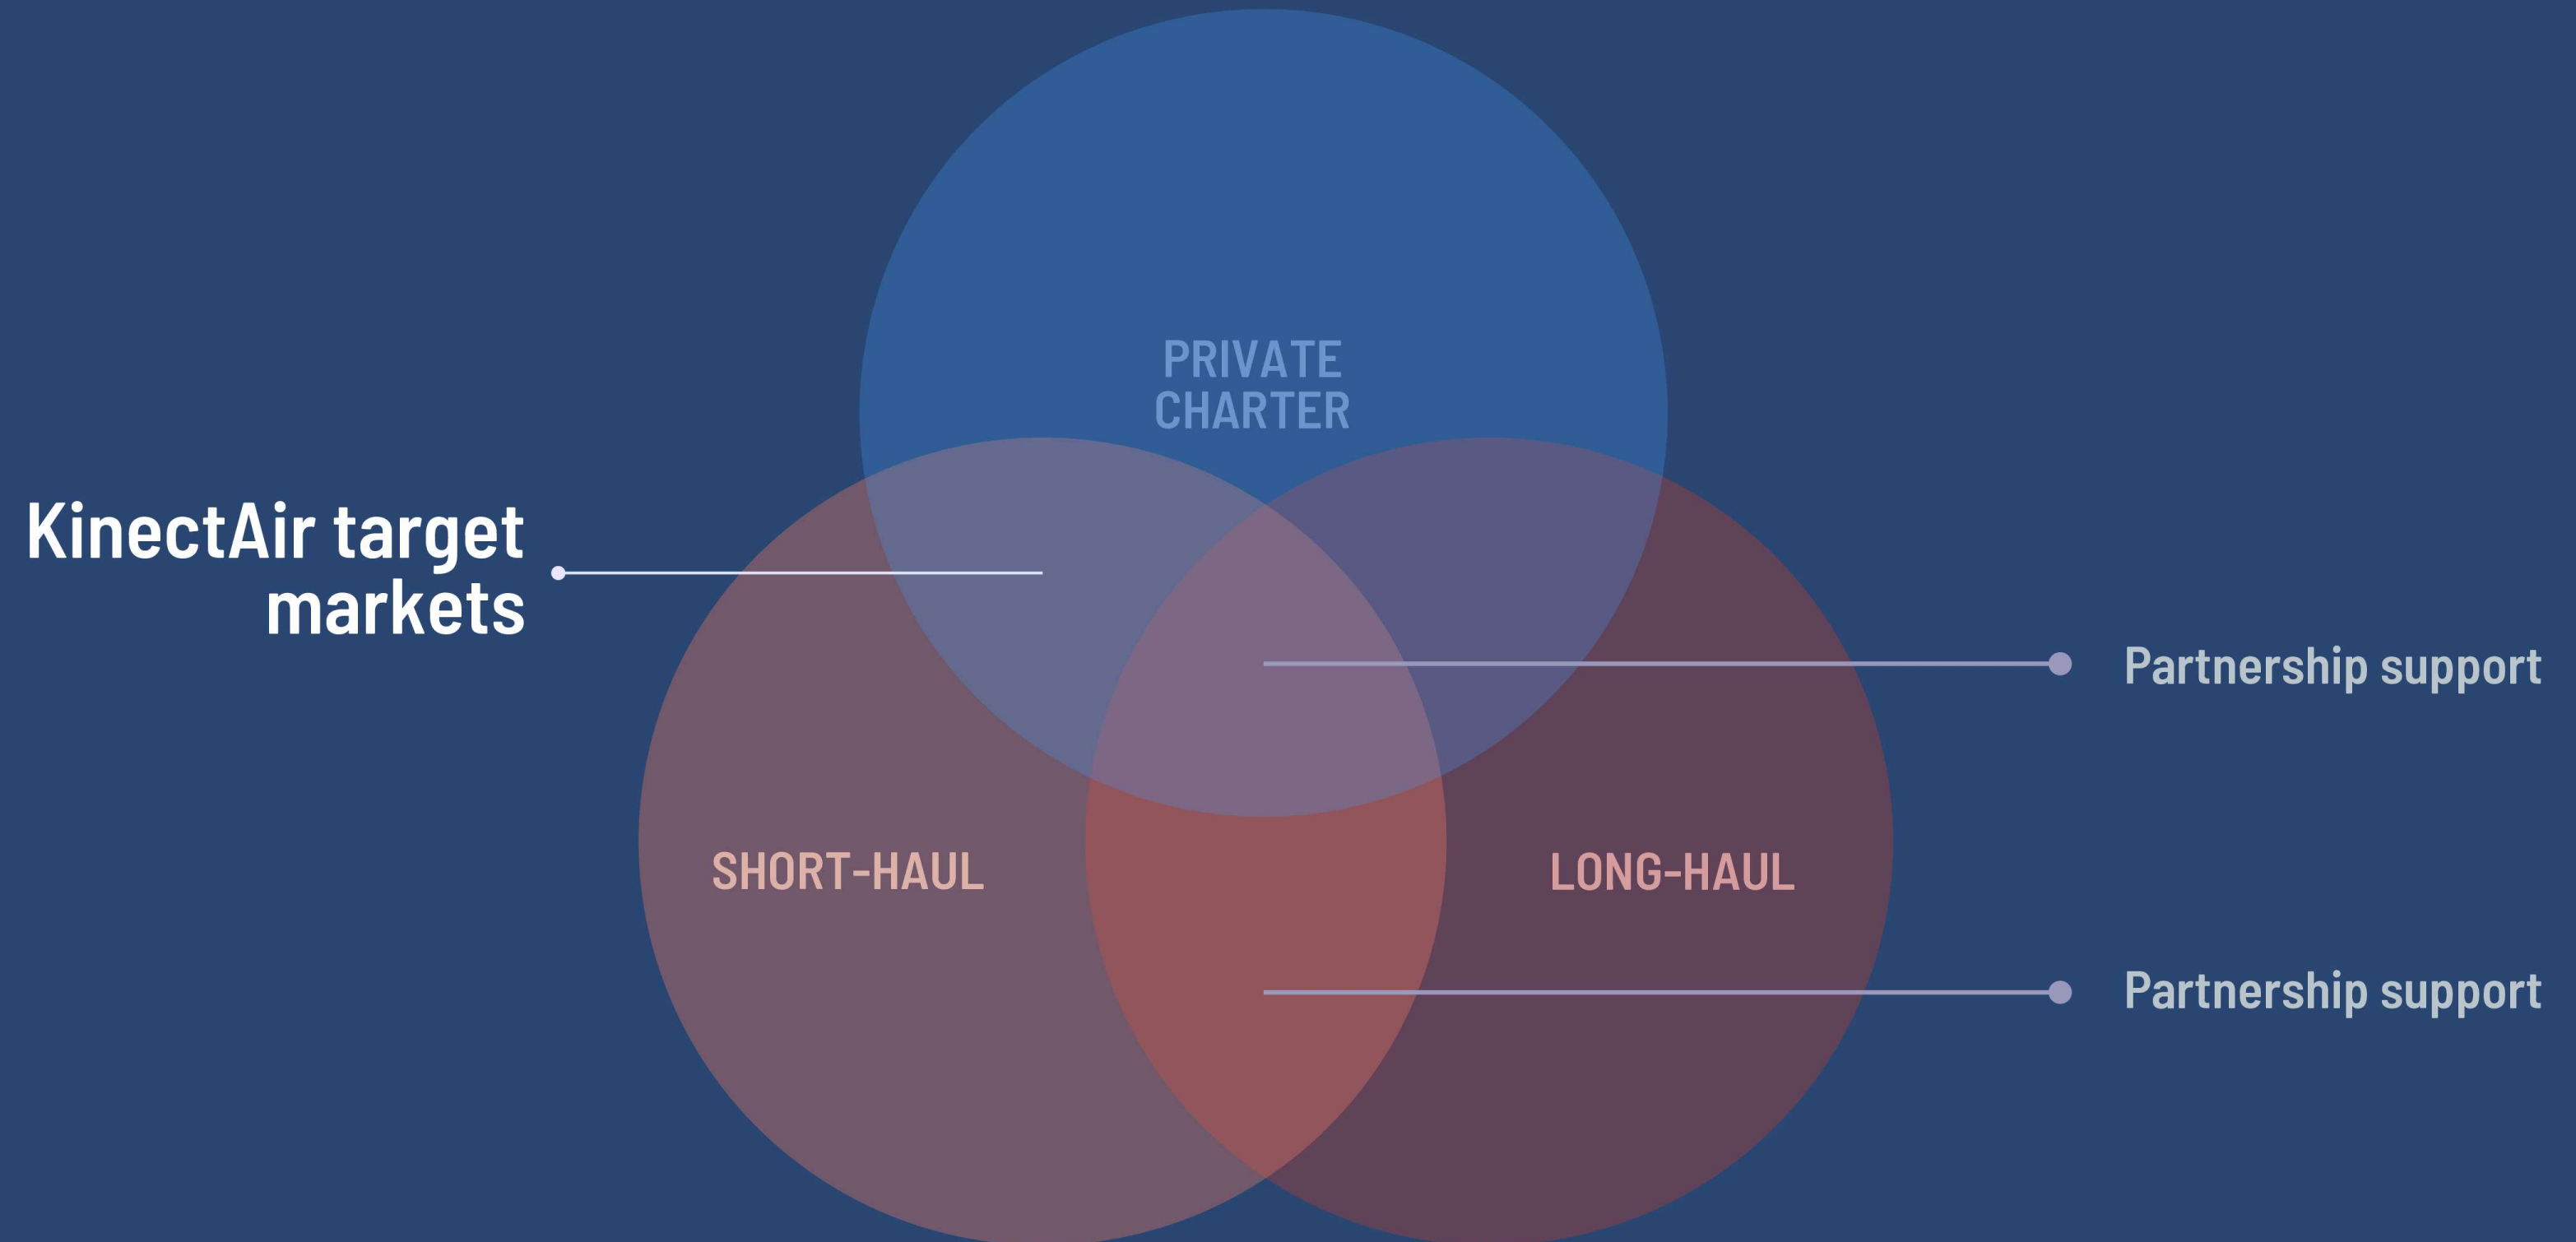 PRIVATE
CHARTER
KinectAir target
markets
Partnership support
SHORT-HAUL
LONG-HAUL
Partnership support